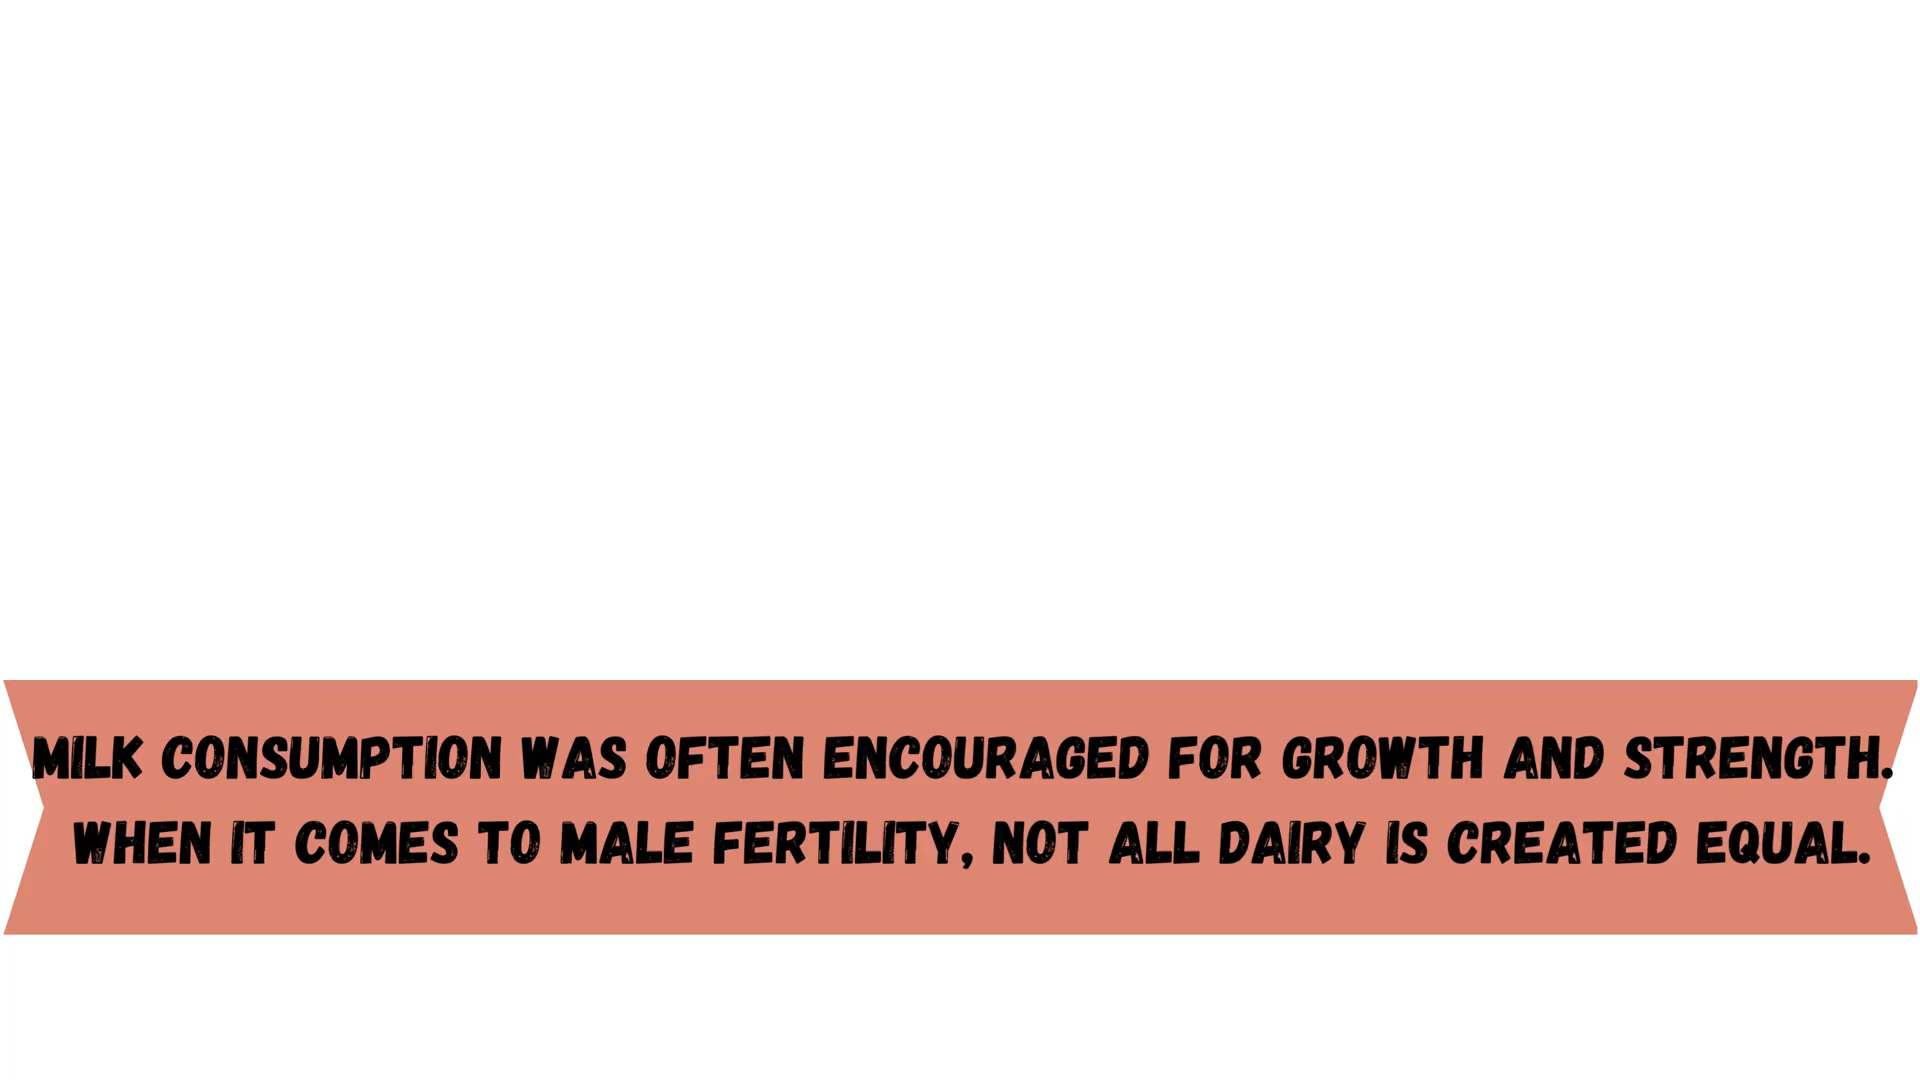 MILK CONSUMPTION WAS OFTEN ENCOURAGED FOR GROWTH AND STRENGTH.
WHEN IT COMES TO MALE FERTILITY, NOT ALL DAIRY IS CREATED EQUAL.